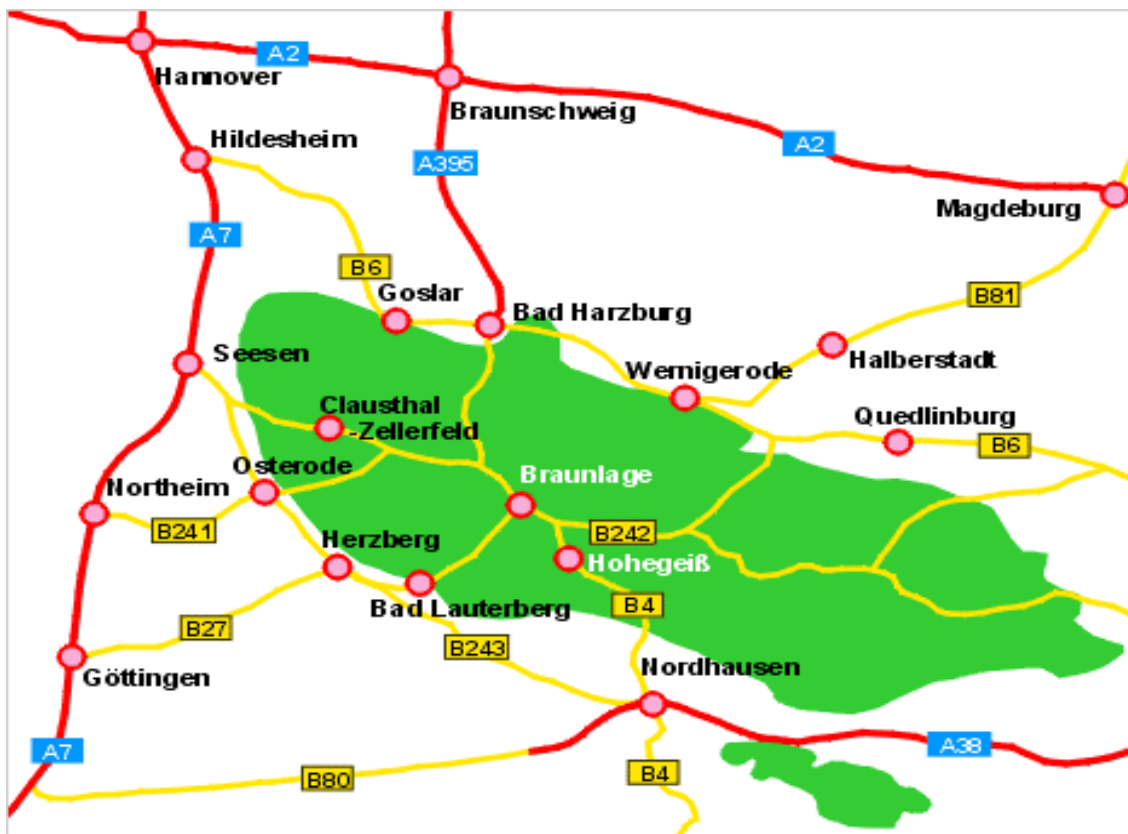 A2
Hannover
Braunschweig
Hildesheim
A2
A395
Magdeburg
A7
B6
Goslar
B81
Bad Harzburg
Seesen
Halberstadt
Wernigerode
Clausthal
-Zellerfeld
Quedlinburg
B6
Osterode
Braunlage
Northeim
B241
B242
Herzberg
Hohegeiß
Bad Lauterberg
B4
B27
B243
Göttingen
Nordhausen
A7
A38
B80
B4